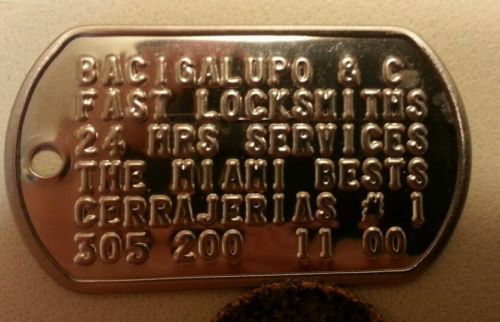 BACIGALUPO & C
FAST LOCKSMITHS
24 HRS SERVICES
THE MIAMI BESTS
CERRAJERIAS # 1
305 200 11 00